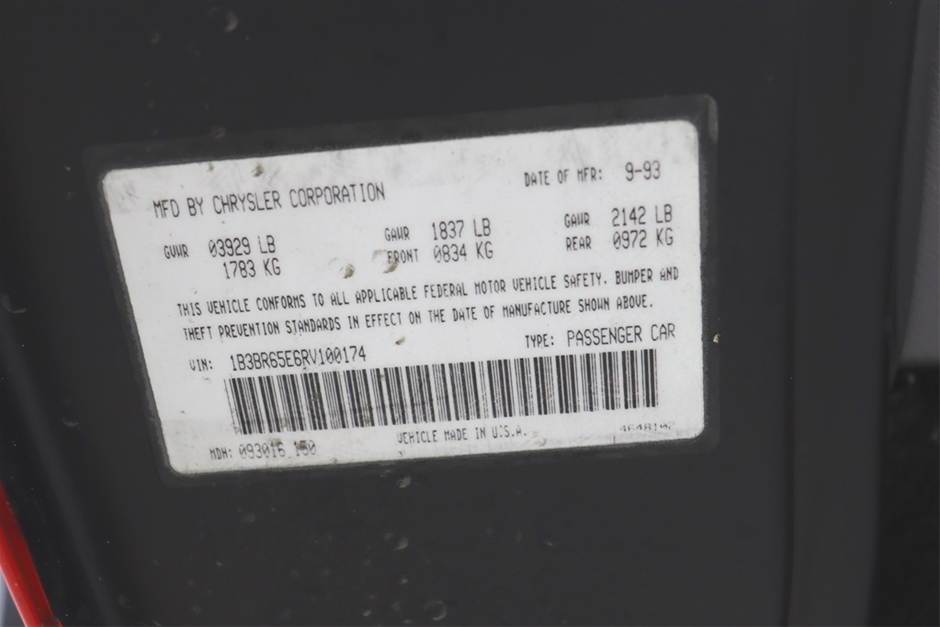 MFD BY CHRYSLER CORPORATION DATE OF MFR: 9-93
GVWR 03929 LB GAWR 1837 LB GAWR 2142 LB
1783 KG FRONT 0834 KG REAR 0972 KG
THIS VEHICLE CONFORMS TO ALL APPLICABLE FEDERAL MOTOR VEHICLE SAFETY, BUMPER AND
THEFT PREVENTION STANDARDS IN EFFECT ON THE DATE OF MANUFACTURE SHOWN ABOVE.
VIN: 1B3BR65E6RV100174 TYPE: PASSENGER CAR
MDH: 093016 VEHICLE MADE IN U.S.A.